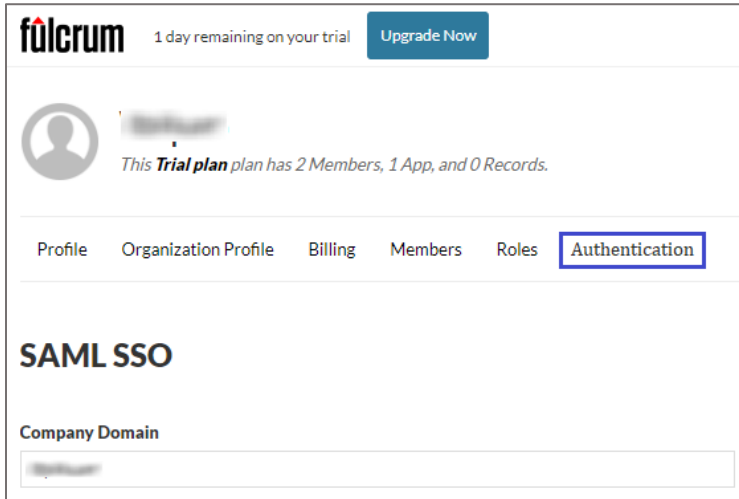 fûlcrum 1 day remaining on your trial Upgrade Now
This Trial plan plan has 2 Members, 1 App, and 0 Records.
Profile Organization Profile Billing Members Roles Authentication
SAML SSO
Company Domain